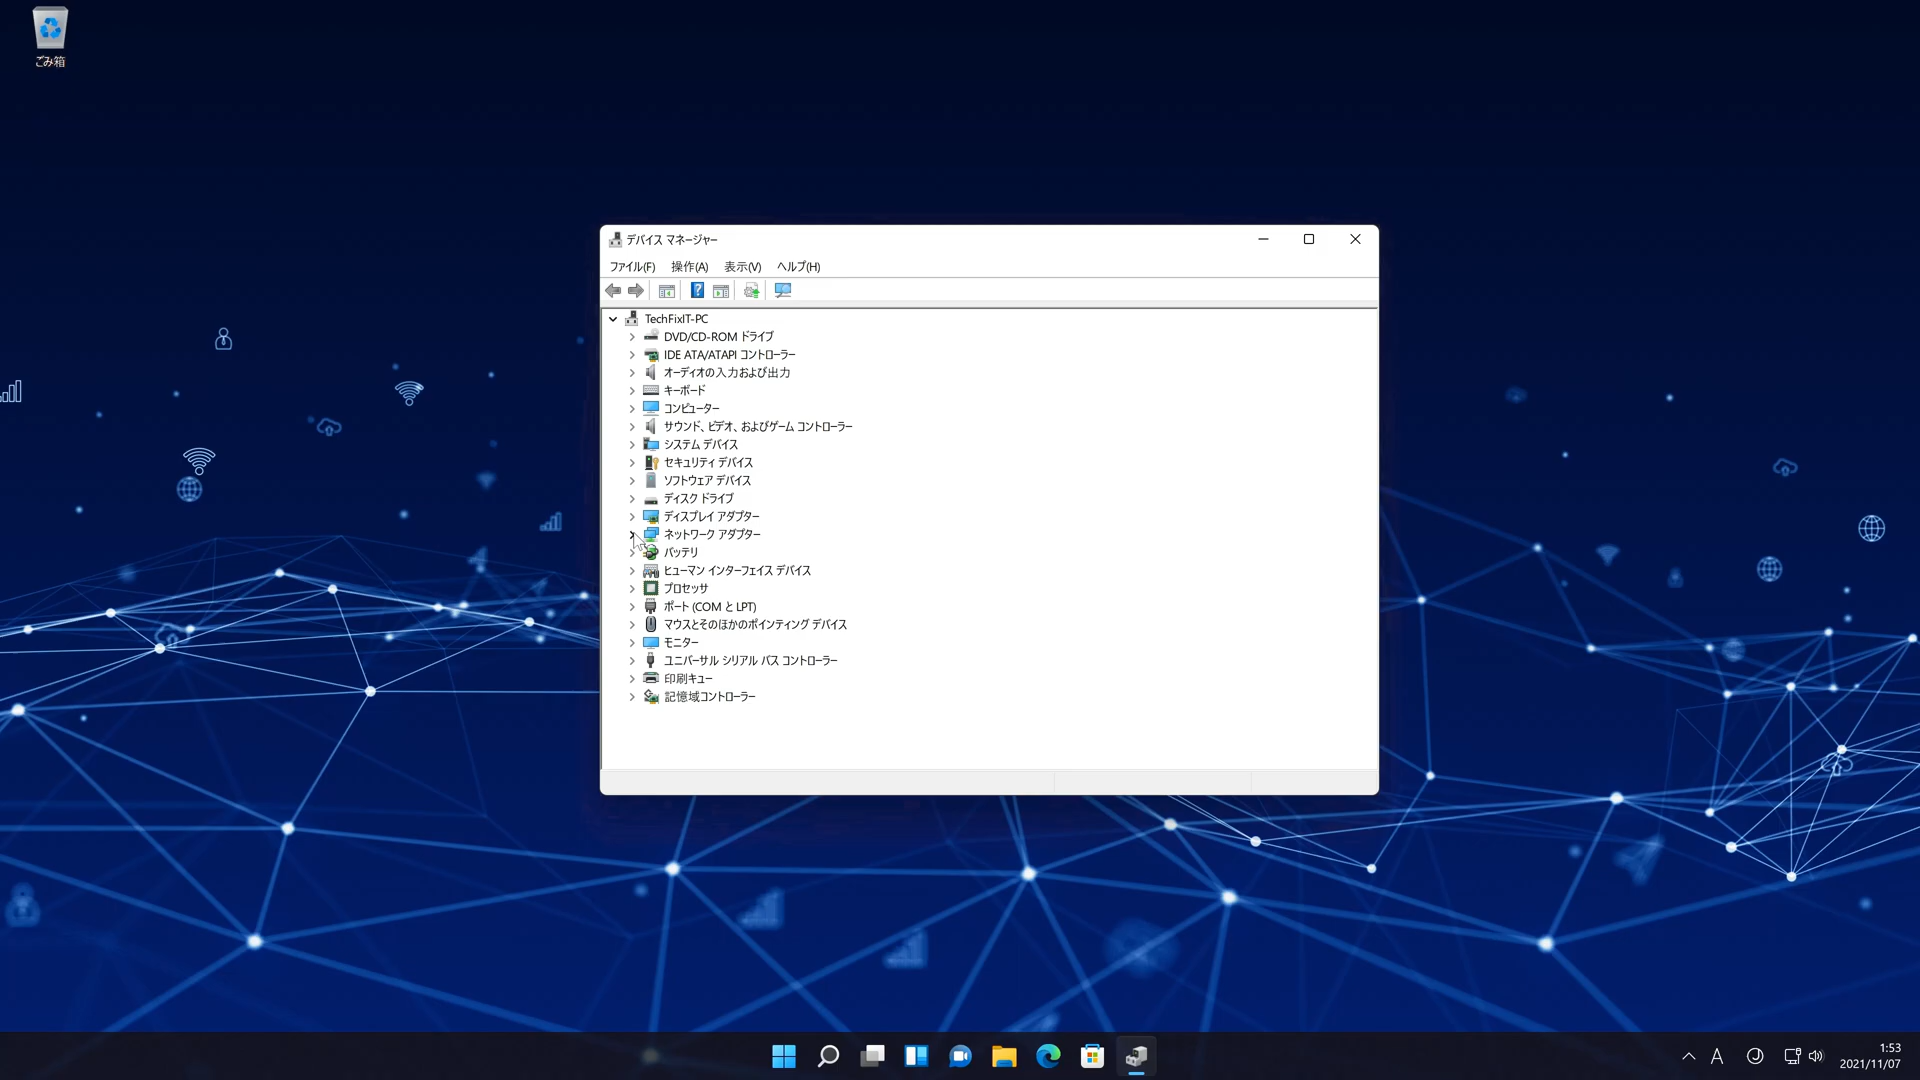 ごみ箱
デバイス マネージャー
ファイル(F) 操作(A) 表示(V) ヘルプ(H)
TechFixIT-PC
DVD/CD-ROM ドライブ
IDE ATA/ATAPI コントローラー
オーディオの入力および出力
キーボード
コンピューター
サウンド、ビデオ、およびゲーム コントローラー
システム デバイス
セキュリティ デバイス
ソフトウェア デバイス
ディスク ドライブ
ディスプレイ アダプター
ネットワーク アダプター
バッテリ
ヒューマン インターフェイス デバイス
プロセッサ
ポート (COM と LPT)
マウスとそのほかのポインティング デバイス
モニター
ユニバーサル シリアル バス コントローラー
印刷キュー
記憶域コントローラー
A
1:53
2021/11/07